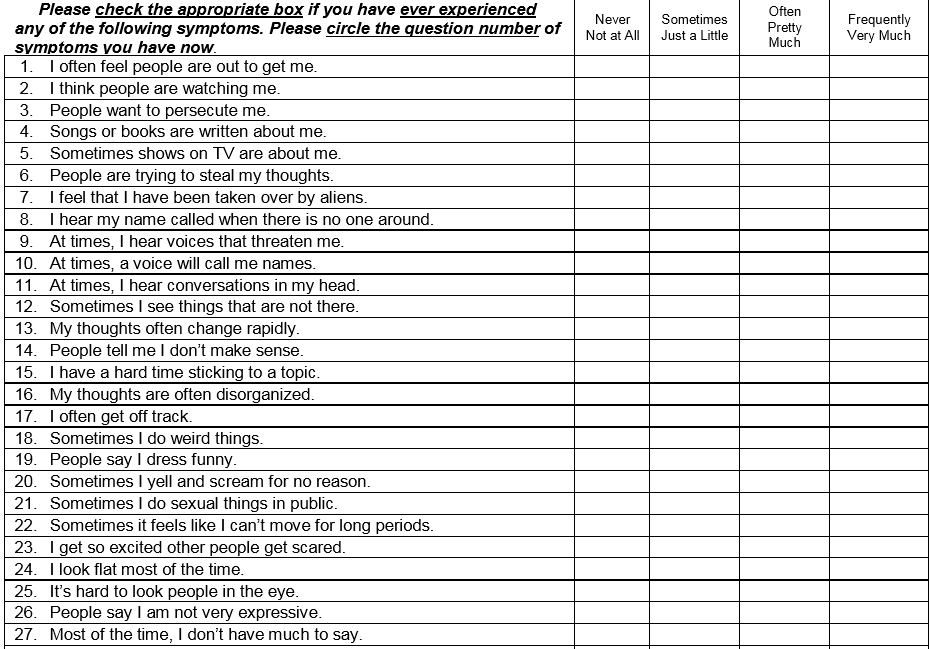 Please check the appropriate box if you have ever experienced
any of the following symptoms. Please circle the question number of
symptoms you have now.
Never
Not at All
Sometimes
Just a Little
Often
Pretty
Much
Frequently
Very Much
1. I often feel people are out to get me.
2. I think people are watching me.
3. People want to persecute me.
4. Songs or books are written about me.
5. Sometimes shows on TV are about me.
6. People are trying to steal my thoughts.
7. I feel that I have been taken over by aliens.
8. I hear my name called when there is no one around.
9. At times, I hear voices that threaten me.
10. At times, a voice will call me names.
11. At times, I hear conversations in my head.
12. Sometimes I see things that are not there.
13. My thoughts often change rapidly.
14. People tell me I don't make sense.
15. I have a hard time sticking to a topic.
16. My thoughts are often disorganized.
17. I often get off track.
18. Sometimes I do weird things.
19. People say I dress funny.
20. Sometimes I yell and scream for no reason.
21. Sometimes I do sexual things in public.
22. Sometimes it feels like I can't move for long periods.
23. I get so excited other people get scared.
24. I look flat most of the time.
25. It's hard to look people in the eye.
26. People say I am not very expressive.
27. Most of the time, I don't have much to say.